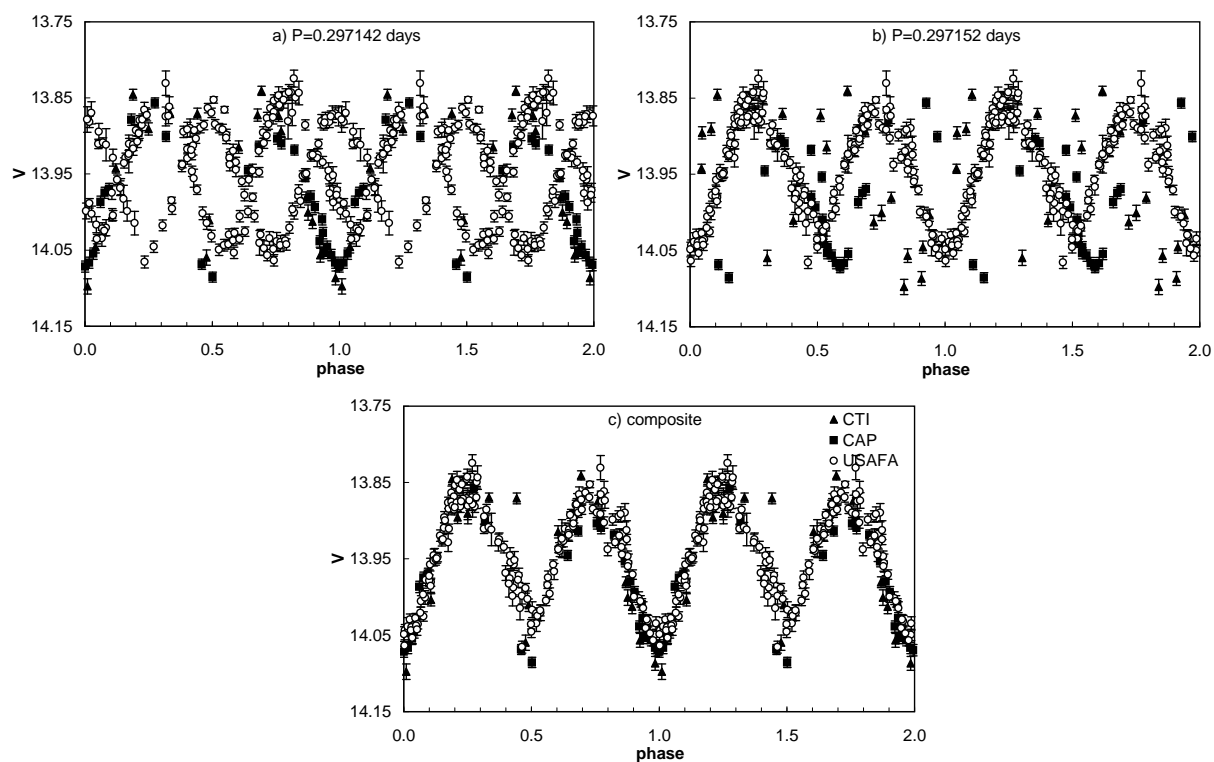 a) P=0.297142 days
13.75
13.85
13.95
14.05
14.15
V
0.0 0.5 1.0 1.5 2.0
phase
b) P=0.297152 days
13.75
13.85
13.95
14.05
14.15
V
0.0 0.5 1.0 1.5 2.0
phase
c) composite
13.75
13.85
13.95
14.05
14.15
V
CTI
CAP
USAFA
0.0 0.5 1.0 1.5 2.0
phase